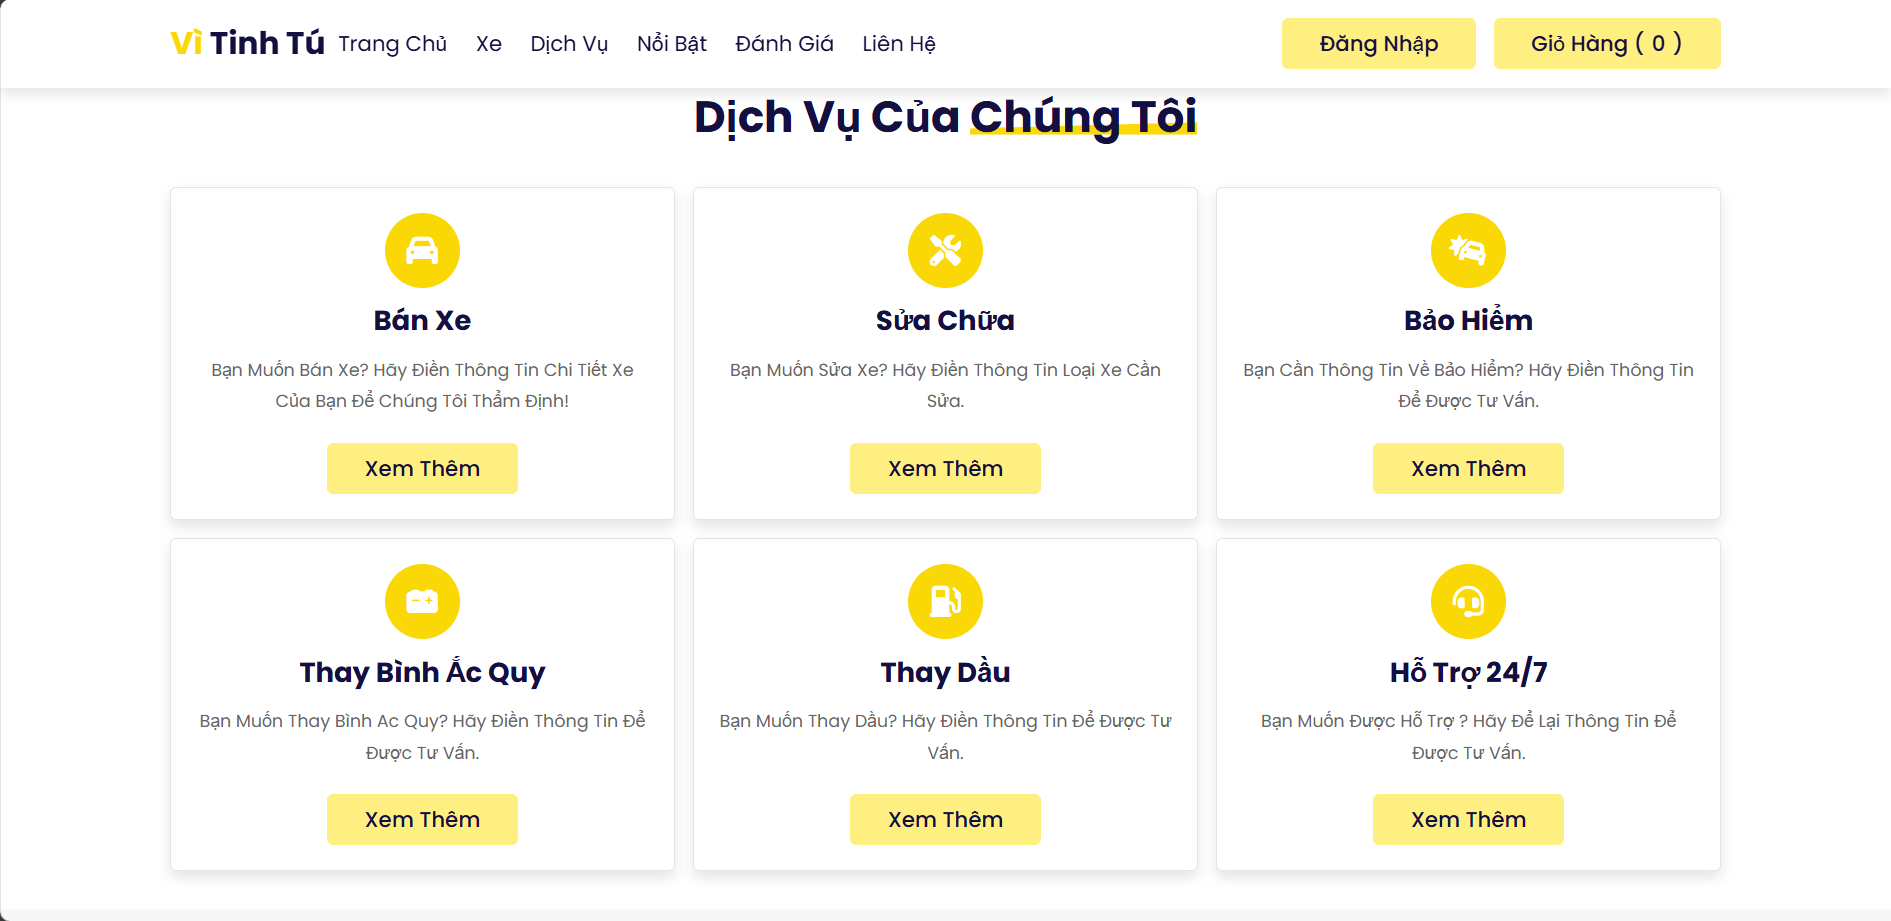 Vì Tinh Tú Trang Chủ Xe Dịch Vụ Nổi Bật Đánh Giá Liên Hệ Đăng Nhập Giỏ Hàng ( 0 )
Dịch Vụ Của Chúng Tôi
Bán Xe
Bạn Muốn Bán Xe? Hãy Điền Thông Tin Chi Tiết Xe
Của Bạn Để Chúng Tôi Thẩm Định!
Xem Thêm
Sửa Chữa
Bạn Muốn Sửa Xe? Hãy Điền Thông Tin Loại Xe Cần
Sửa.
Xem Thêm
Bảo Hiểm
Bạn Cần Thông Tin Về Bảo Hiểm? Hãy Điền Thông Tin
Để Được Tư Vấn.
Xem Thêm
Thay Bình Ắc Quy
Bạn Muốn Thay Bình Ac Quy? Hãy Điền Thông Tin Để
Được Tư Vấn.
Xem Thêm
Thay Dầu
Bạn Muốn Thay Dầu? Hãy Điền Thông Tin Để Được Tư
Vấn.
Xem Thêm
Hỗ Trợ 24/7
Bạn Muốn Được Hỗ Trợ ? Hãy Để Lại Thông Tin Để
Được Tư Vấn.
Xem Thêm